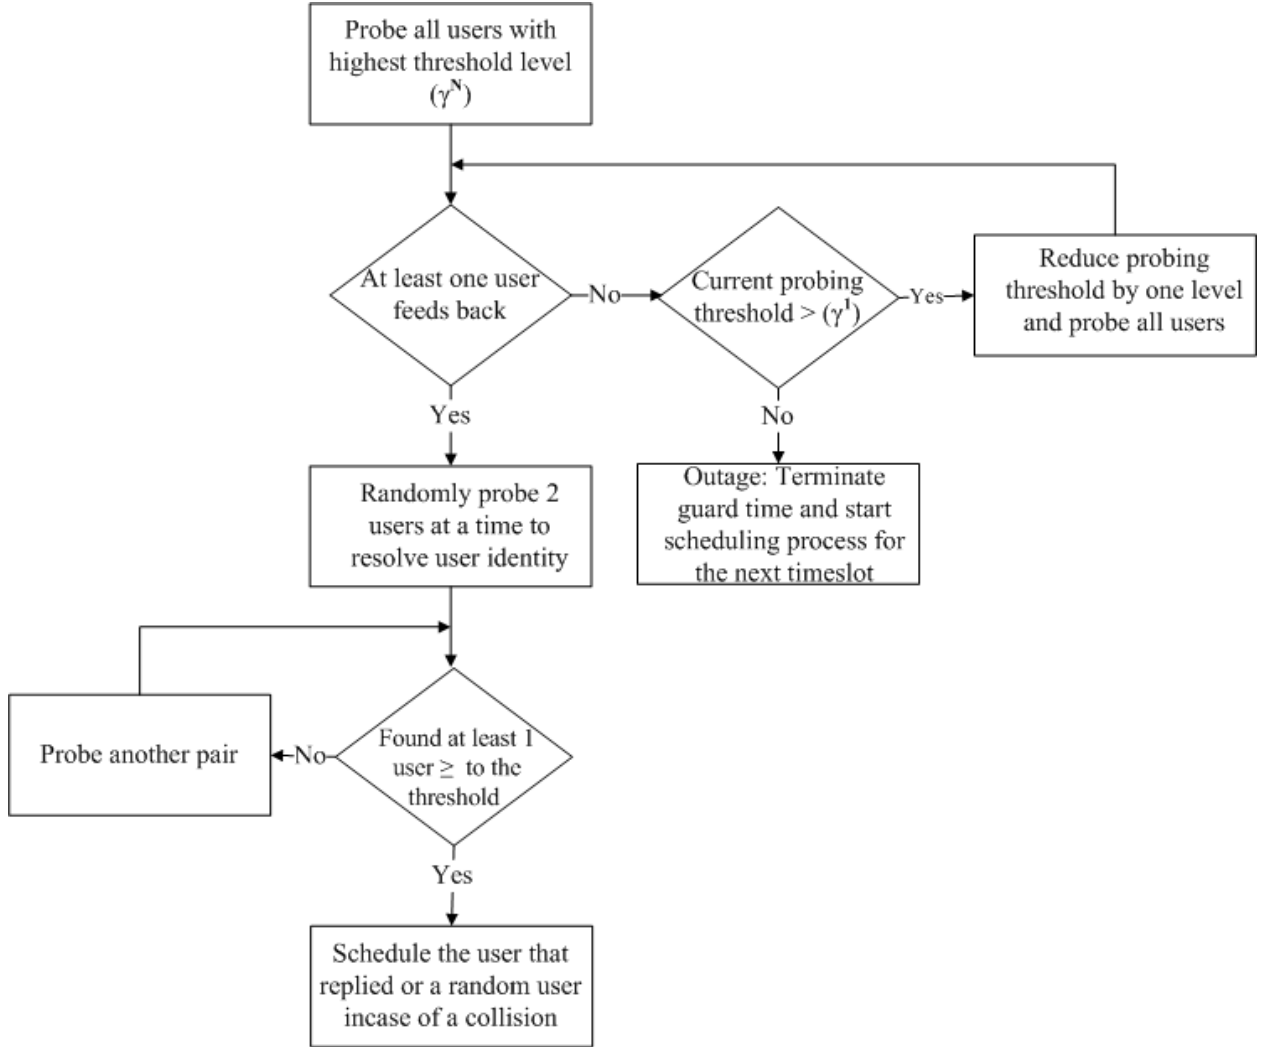 Probe all users with
highest threshold level
(γᴺ)
At least one user
feeds back
No
Current probing
threshold > (γ¹)
Yes
Reduce probing
threshold by one level
and probe all users
Yes
No
Randomly probe 2
users at a time to
resolve user identity
Outage: Terminate
guard time and start
scheduling process for
the next timeslot
Probe another pair
No
Found at least 1
user ≥ to the
threshold
Yes
Schedule the user that
replied or a random user
incase of a collision